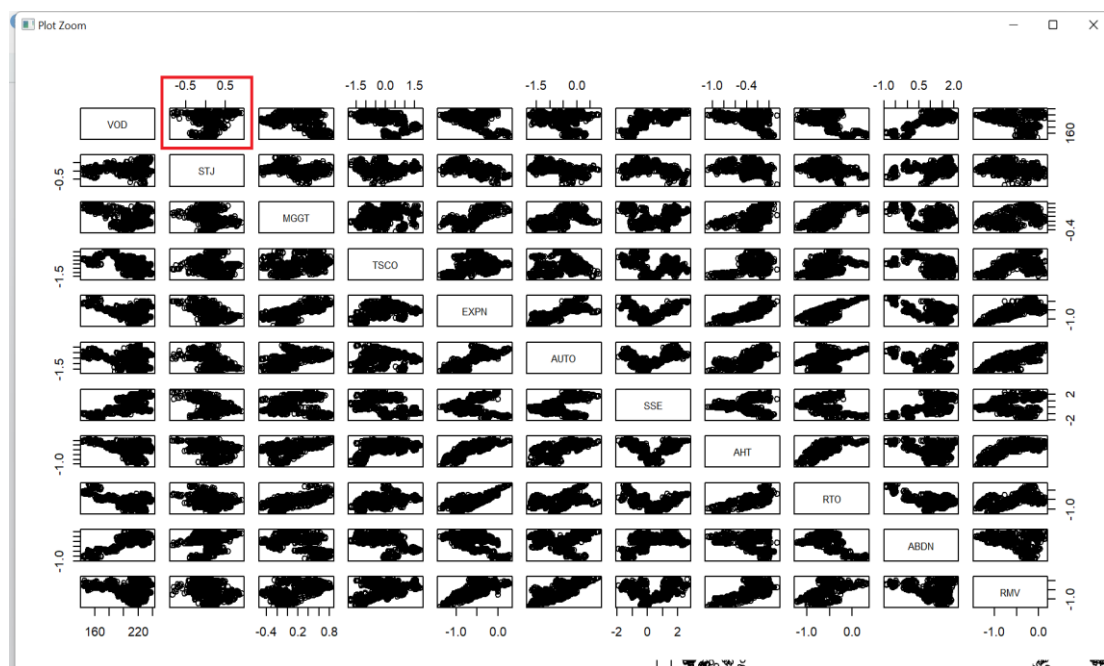 Plot Zoom
-0.5 0.5 -1.5 0.0 1.5 -1.5 0.0 -1.0 -0.4 -1.0 0.5 2.0
VOD
160
STJ
-0.5
MGGT
-0.4
TSCO
-1.5
EXPN
-1.0
AUTO
-1.5
SSE
-2 2
AHT
-1.0
RTO
-1.0
ABDN
-1.0
RMV
-1.0
160 220 -0.4 0.2 0.8 -1.0 0.0 -2 0 2 -1.0 0.0 -1.0 0.0